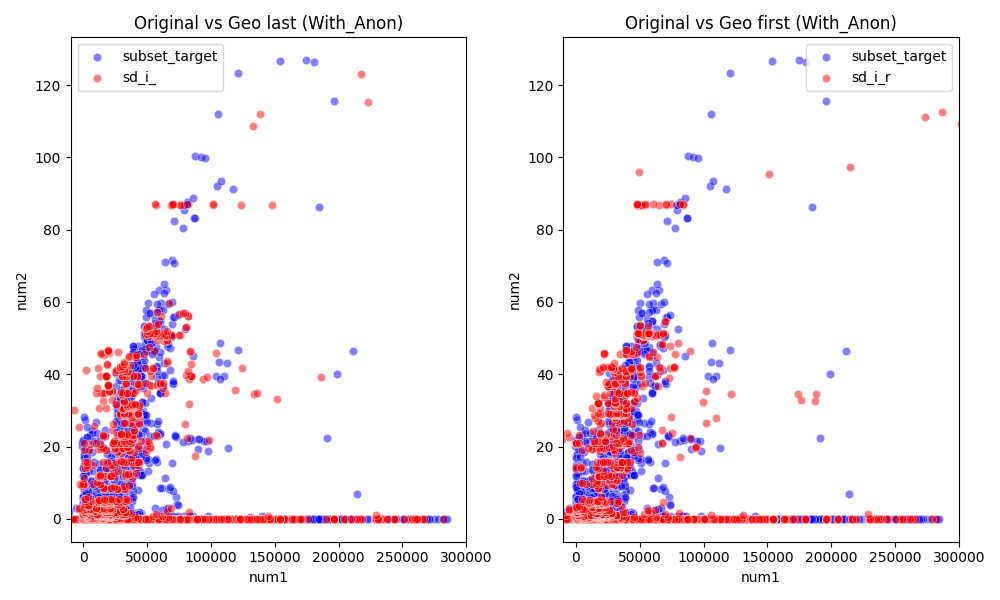 Original vs Geo last (With_Anon)
subset_target
sd_i_
num2
120
100
80
60
40
20
0
0 50000 100000 150000 200000 250000 300000
num1
Original vs Geo first (With_Anon)
subset_target
sd_i_r
num2
120
100
80
60
40
20
0
0 50000 100000 150000 200000 250000 300000
num1